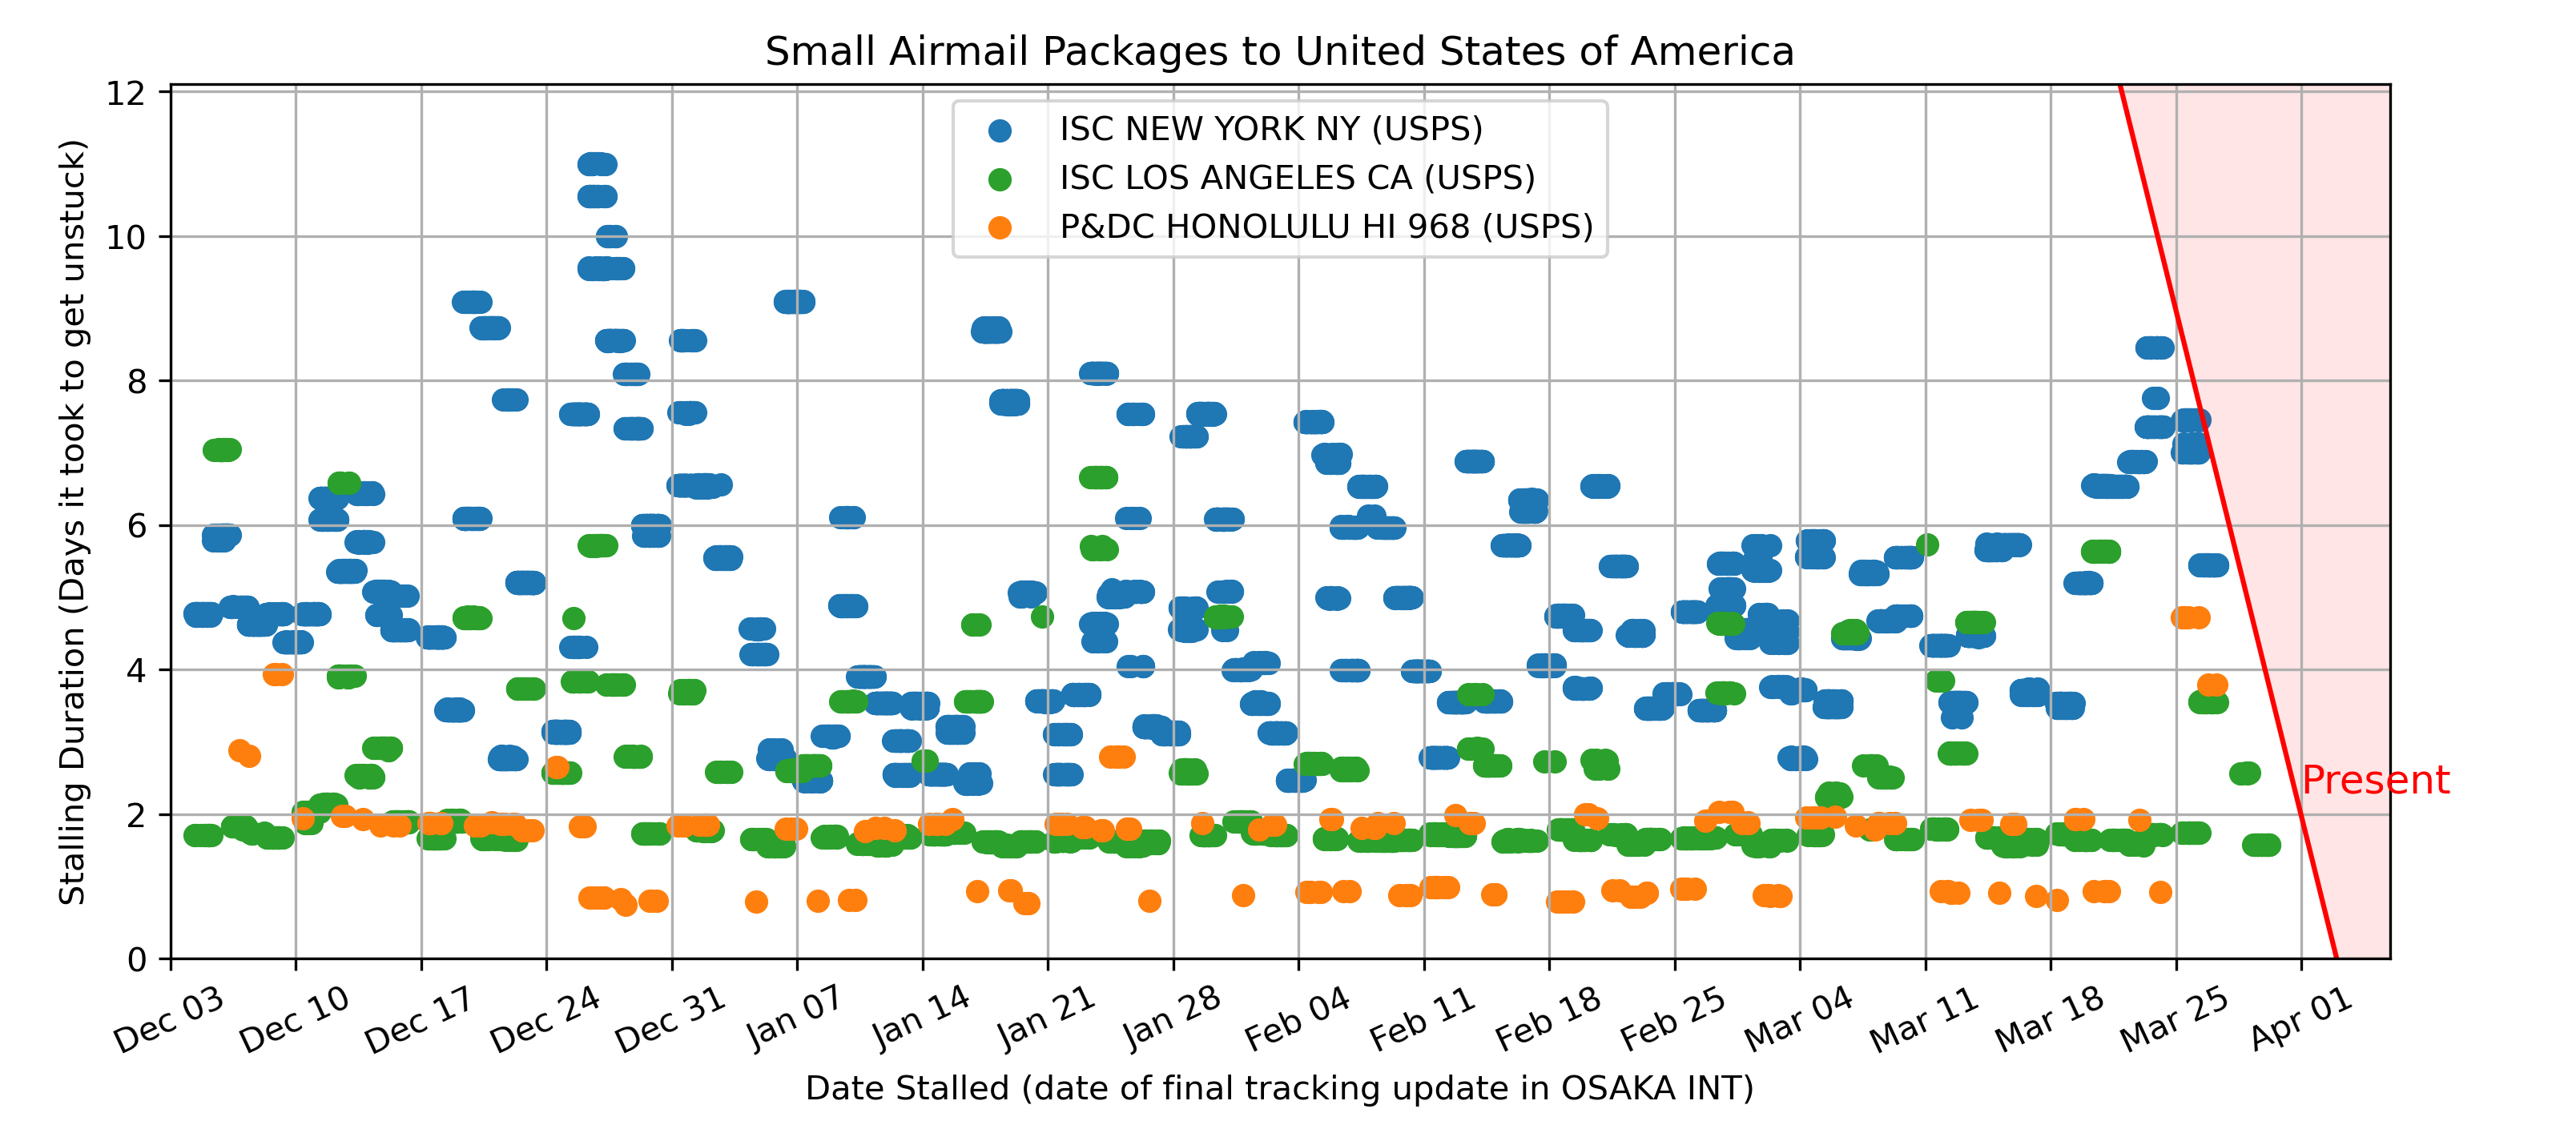 Small Airmail Packages to United States of America
Stalling Duration (Days it took to get unstuck)
12
10
8
6
4
2
0
ISC NEW YORK NY (USPS)
ISC LOS ANGELES CA (USPS)
P&DC HONOLULU HI 968 (USPS)
Present
Dec 03
Dec 10
Dec 17
Dec 24
Dec 31
Jan 07
Jan 14
Jan 21
Jan 28
Feb 04
Feb 11
Feb 18
Feb 25
Mar 04
Mar 11
Mar 18
Mar 25
Apr 01
Date Stalled (date of final tracking update in OSAKA INT)